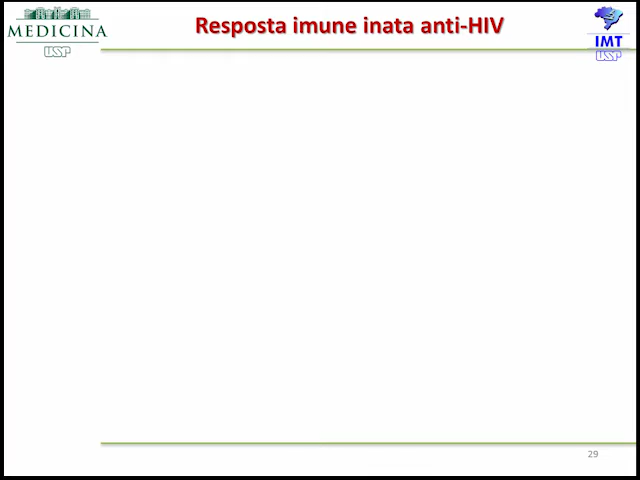 Resposta imune inata anti-HIV
MEDICINA
USP
IMT
USP
29